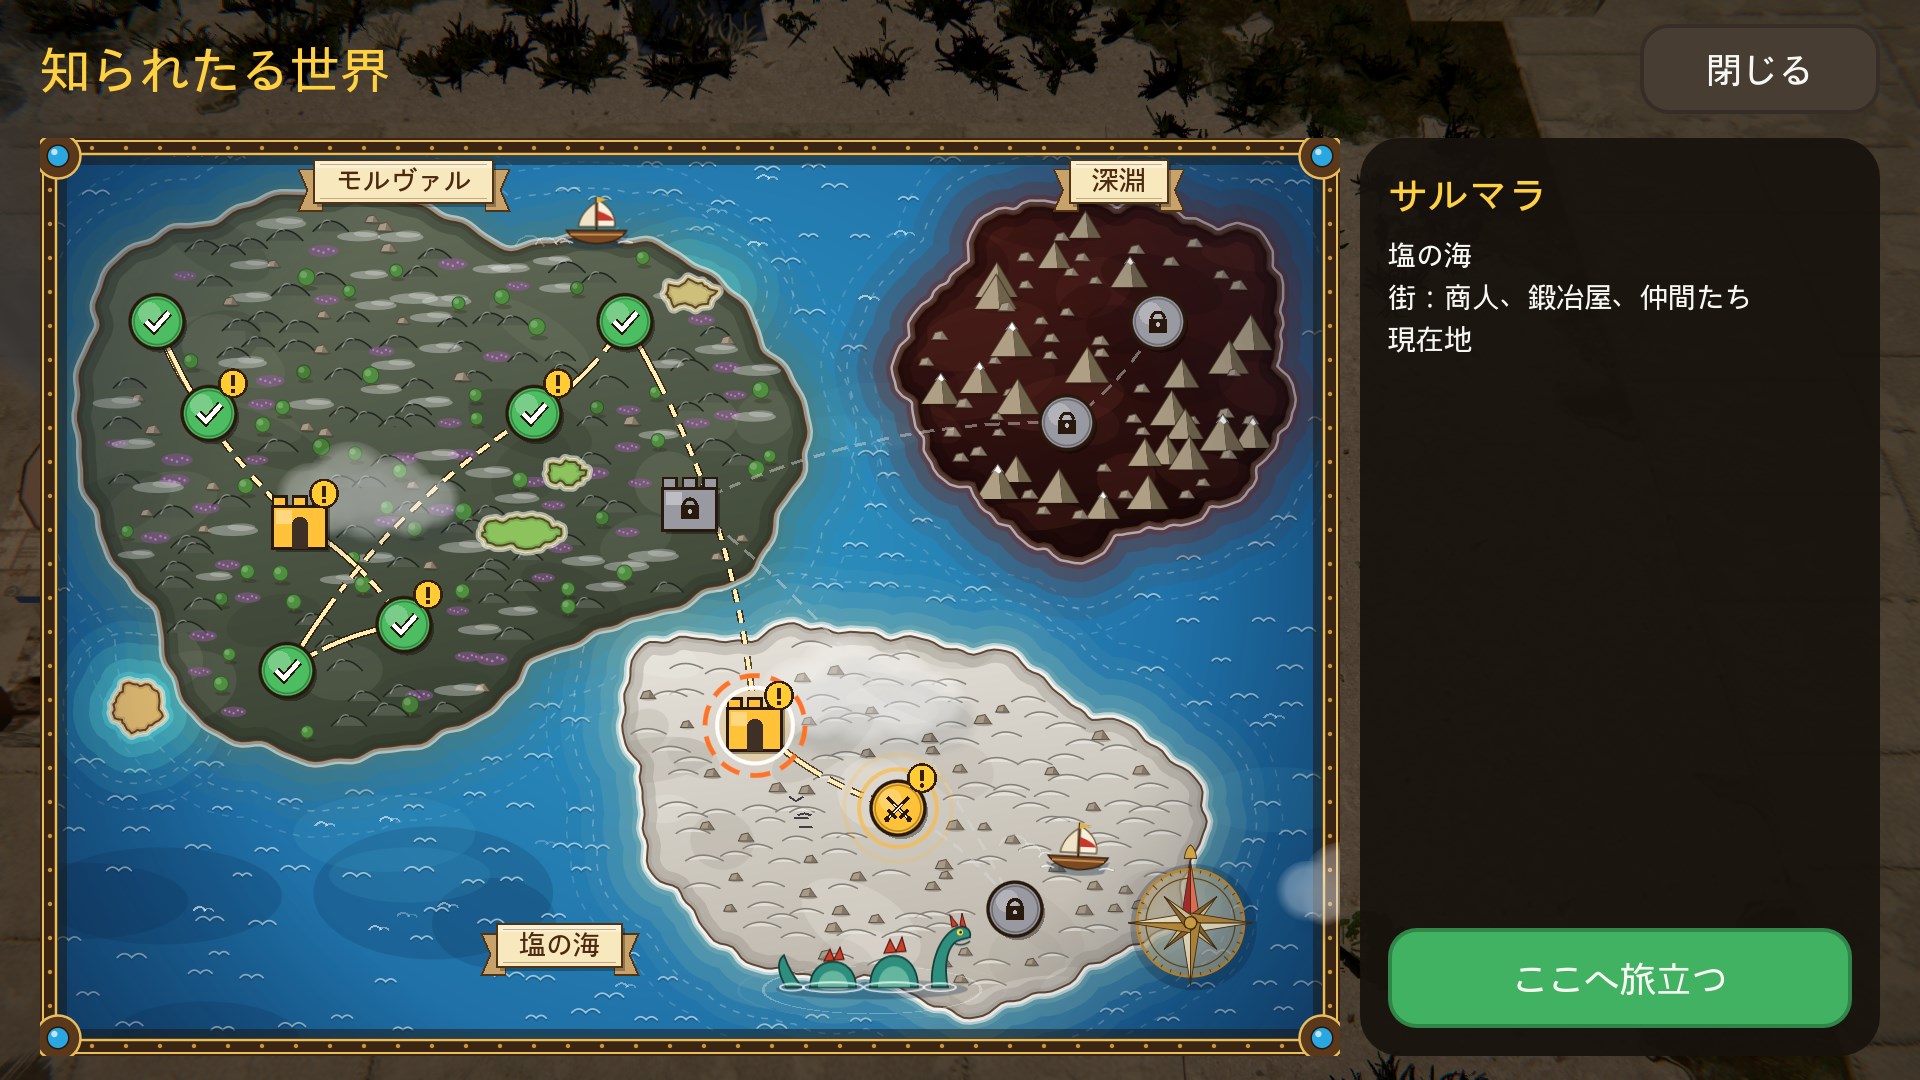 知られたる世界
閉じる
モルヴァル
深淵
塩の海
サルマラ
塩の海
街：商人、鍛冶屋、仲間たち
現在地
ここへ旅立つ